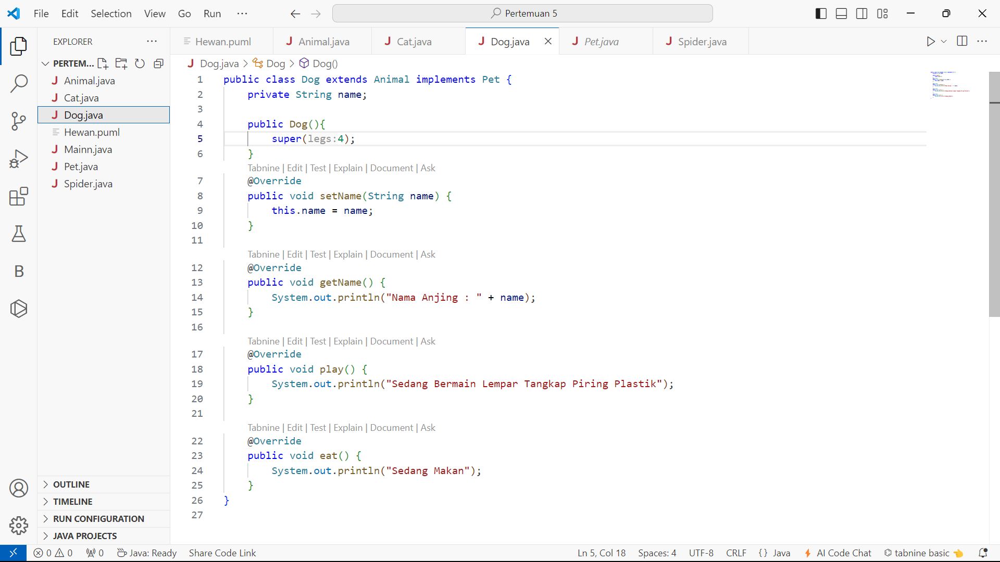 File Edit Selection View Go Run ··· Pertemuan 5
EXPLORER ···
PERTEM...
Animal.java
Cat.java
Dog.java
Hewan.puml
Mainn.java
Pet.java
Spider.java
OUTLINE
TIMELINE
RUN CONFIGURATION
JAVA PROJECTS
Hewan.puml J Animal.java J Cat.java J Dog.java J Pet.java J Spider.java
J Dog.java > Dog > Dog()
1 public class Dog extends Animal implements Pet {
2 private String name;
3
4 public Dog(){
5 super(legs:4);
6 }
Tabnine | Edit | Test | Explain | Document | Ask
7 @Override
8 public void setName(String name) {
9 this.name = name;
10 }
11
Tabnine | Edit | Test | Explain | Document | Ask
12 @Override
13 public void getName() {
14 System.out.println("Nama Anjing : " + name);
15 }
16
Tabnine | Edit | Test | Explain | Document | Ask
17 @Override
18 public void play() {
19 System.out.println("Sedang Bermain Lempar Tangkap Piring Plastik");
20 }
21
Tabnine | Edit | Test | Explain | Document | Ask
22 @Override
23 public void eat() {
24 System.out.println("Sedang Makan");
25 }
26 }
27
0 0 0 Java: Ready Share Code Link Ln 5, Col 18 Spaces: 4 UTF-8 CRLF {} Java AI Code Chat tabnine basic